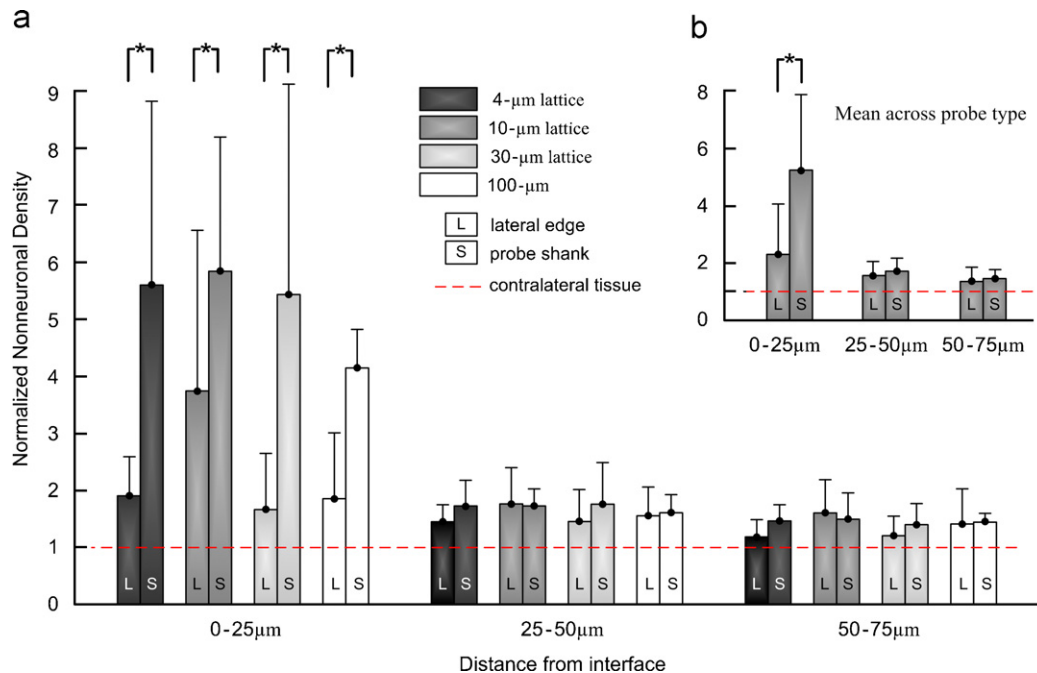 a
* * * *
Normalized Nonneuronal Density
9
8
7
6
5
4
3
2
1
0
4-µm lattice
10-µm lattice
30-µm lattice
100-µm
L lateral edge
S probe shank
contralateral tissue
L S L S L S L S
L S L S L S L S
L S L S L S L S
0-25µm 25-50µm 50-75µm
Distance from interface
b
*
Mean across probe type
8
6
4
2
0
L S L S L S
0-25µm 25-50µm 50-75µm